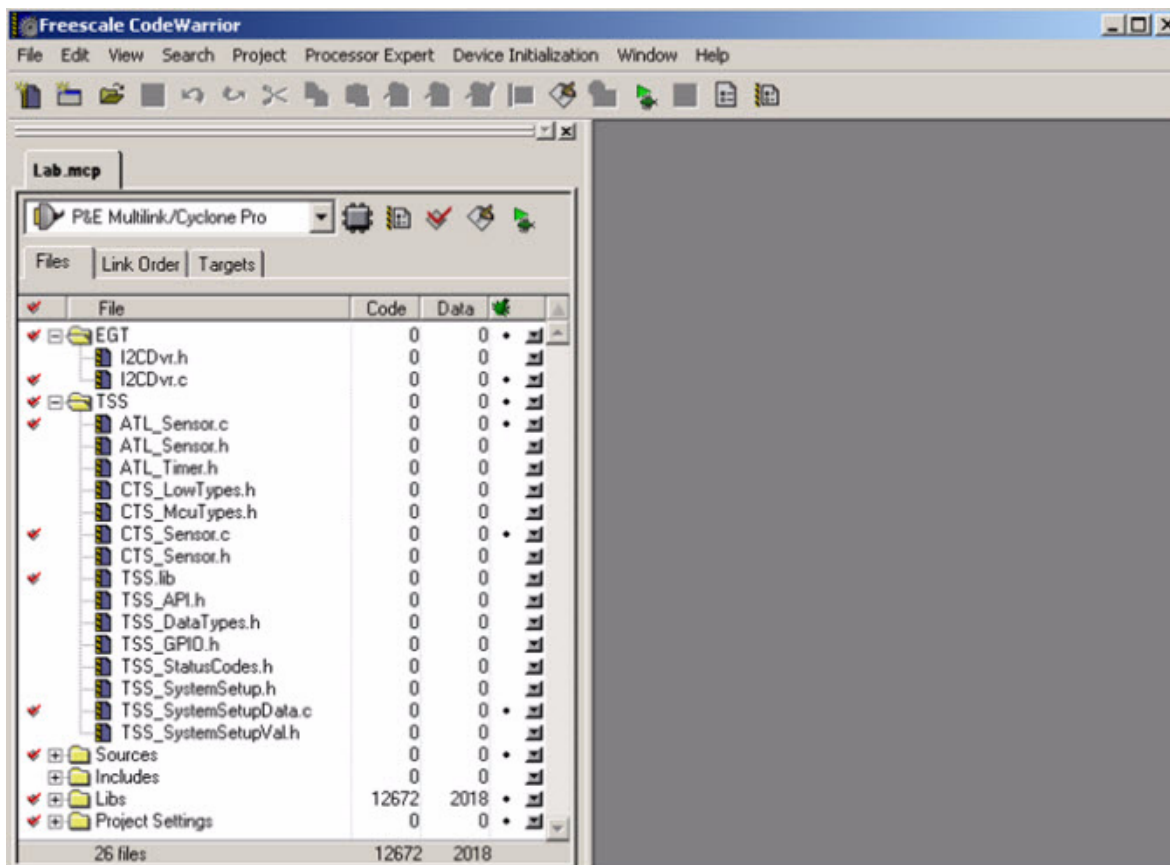 Freescale CodeWarrior
File Edit View Search Project Processor Expert Device Initialization Window Help
Lab.mcp
P&E Multilink/Cyclone Pro
Files Link Order Targets
File Code Data
EGT 0 0
I2CDvr.h 0 0
I2CDvr.c 0 0
TSS 0 0
ATL_Sensor.c 0 0
ATL_Sensor.h 0 0
ATL_Timer.h 0 0
CTS_LowTypes.h 0 0
CTS_McuTypes.h 0 0
CTS_Sensor.c 0 0
CTS_Sensor.h 0 0
TSS.lib 0 0
TSS_API.h 0 0
TSS_DataTypes.h 0 0
TSS_GPIO.h 0 0
TSS_StatusCodes.h 0 0
TSS_SystemSetup.h 0 0
TSS_SystemSetupData.c 0 0
TSS_SystemSetupVal.h 0 0
Sources 0 0
Includes 0 0
Libs 12672 2018
Project Settings 0 0
26 files 12672 2018